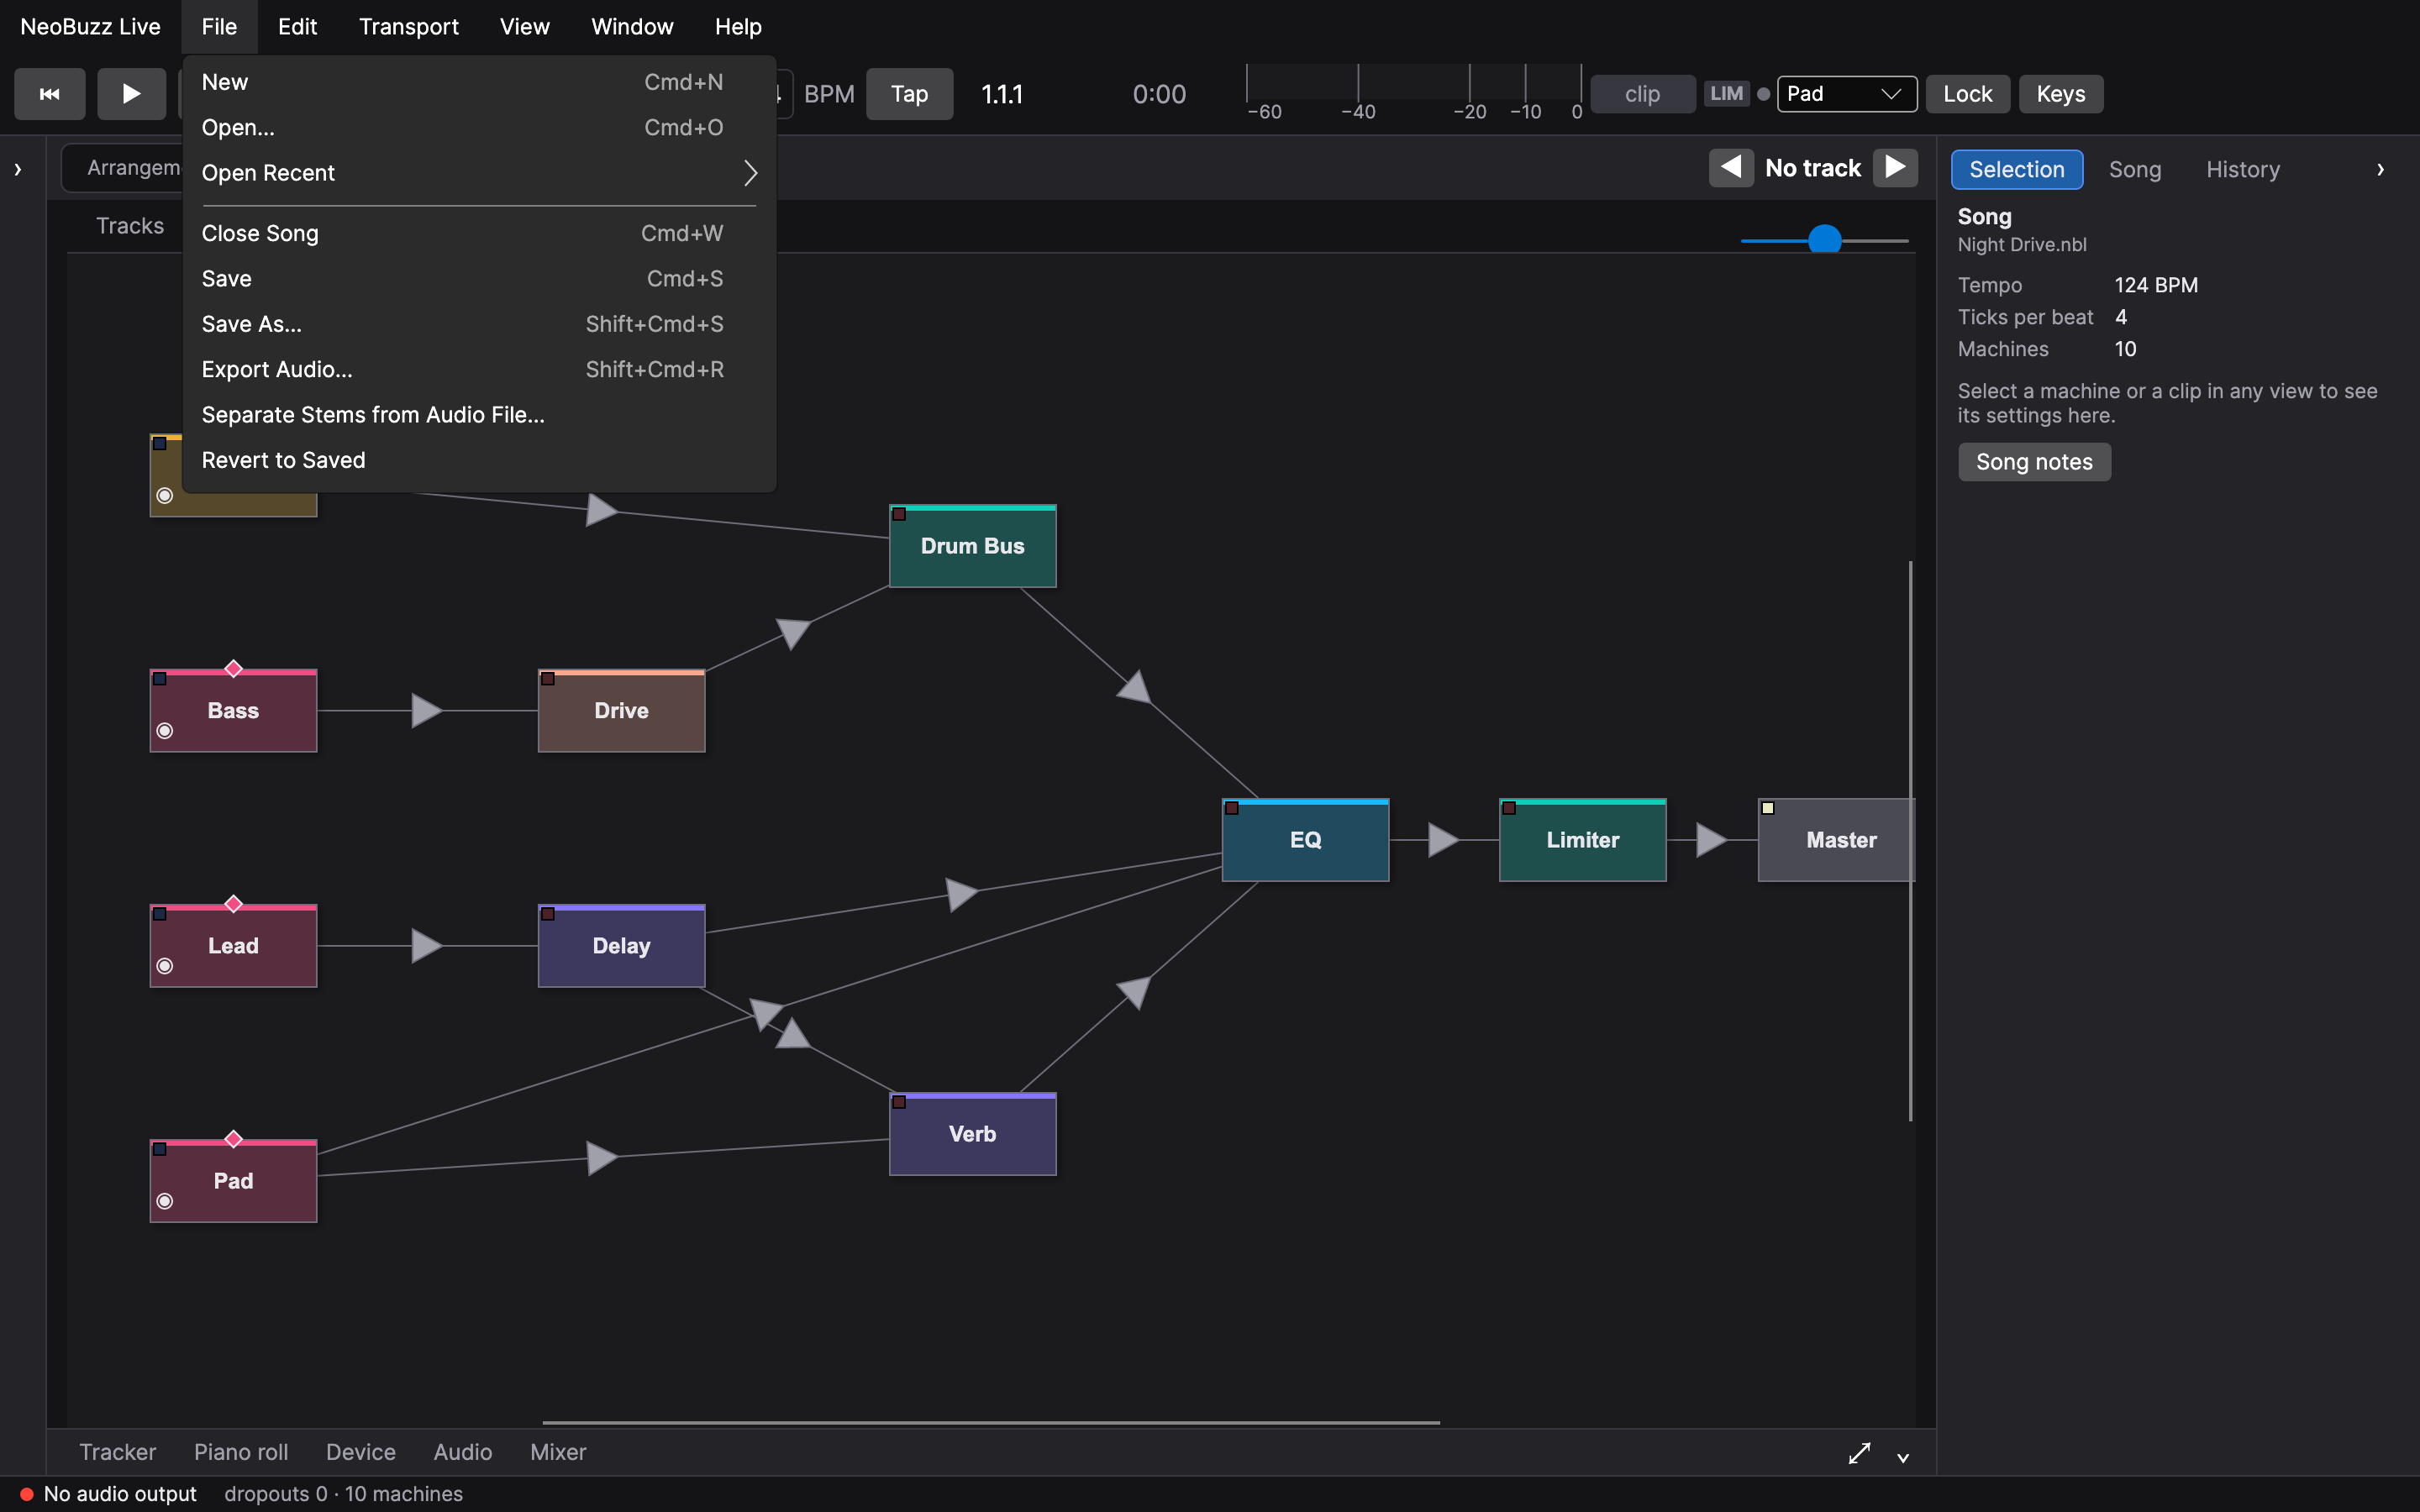 NeoBuzz Live File Edit Transport View Window Help
BPM Tap 1.1.1 0:00 −60 −40 −20 −10 0 clip LIM Pad Lock Keys
New Cmd+N
Open... Cmd+O
Open Recent
Close Song Cmd+W
Save Cmd+S
Save As... Shift+Cmd+S
Export Audio... Shift+Cmd+R
Separate Stems from Audio File...
Revert to Saved
No track
Tracks
Selection Song History
Song
Night Drive.nbl
Tempo 124 BPM
Ticks per beat 4
Machines 10
Select a machine or a clip in any view to see
its settings here.
Song notes
Drum Bus
Bass
Drive
EQ
Limiter
Master
Lead
Delay
Verb
Pad
Tracker Piano roll Device Audio Mixer
No audio output dropouts 0 · 10 machines